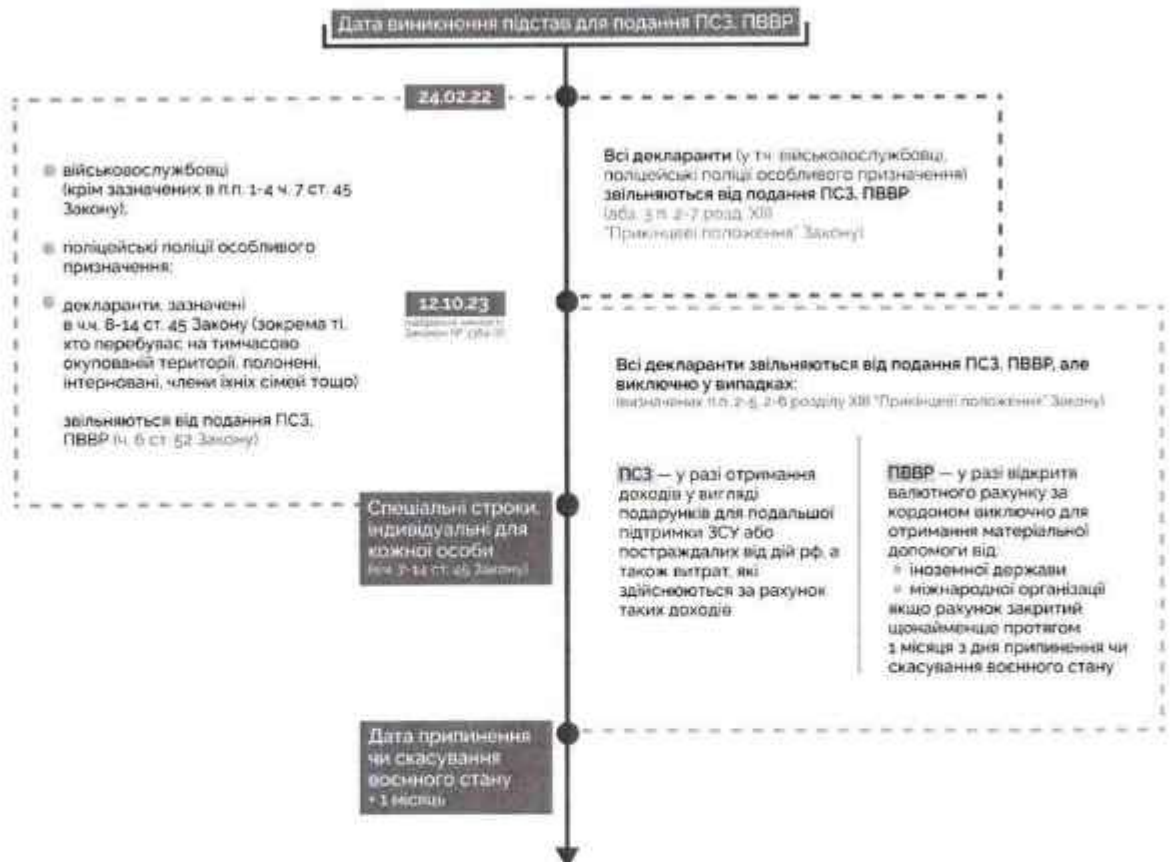 Дата виникнення підстав для подання ПСЗ, ПВВР
24.02.22
військовослужбовці
(крім зазначених в п.п. 1-4 ч. 7 ст. 45
Закону);
поліцейські поліції особливого
призначення;
декларанти, зазначені
в ч.ч. 8-14 ст. 45 Закону (зокрема ті,
хто перебуває на тимчасово
окупованій території, полонені,
інтерновані, члени їхніх сімей тощо)
звільняються від подання ПСЗ,
ПВВР (ч. 6 ст. 52 Закону)
Всі декларанти (у т.ч. військовослужбовці,
поліцейські поліції особливого призначення)
звільняються від подання ПСЗ, ПВВР
(абз. 3 п. 2-7 розд. XIII
"Прикінцеві положення" Закону)
12.10.23
Всі декларанти звільняються від подання ПСЗ, ПВВР, але
виключно у випадках:
(визначених п.п. 2-5, 2-6 розділу XIII "Прикінцеві положення" Закону)
ПСЗ — у разі отримання
доходів у вигляді
подарунків для подальшої
підтримки ЗСУ або
постраждалих від дій рф, а
також витрат, які
здійснюються за рахунок
таких доходів
ПВВР — у разі відкриття
валютного рахунку за
кордоном виключно для
отримання матеріальної
допомоги від
іноземної держави
міжнародної організації
якщо рахунок закритий
щонайменше протягом
1 місяця з дня припинення чи
скасування воєнного стану
Спеціальні строки,
індивідуальні для
кожної особи
(ч.ч. 7-14 ст. 45 Закону)
Дата припинення
чи скасування
воєнного стану
+ 1 місяць